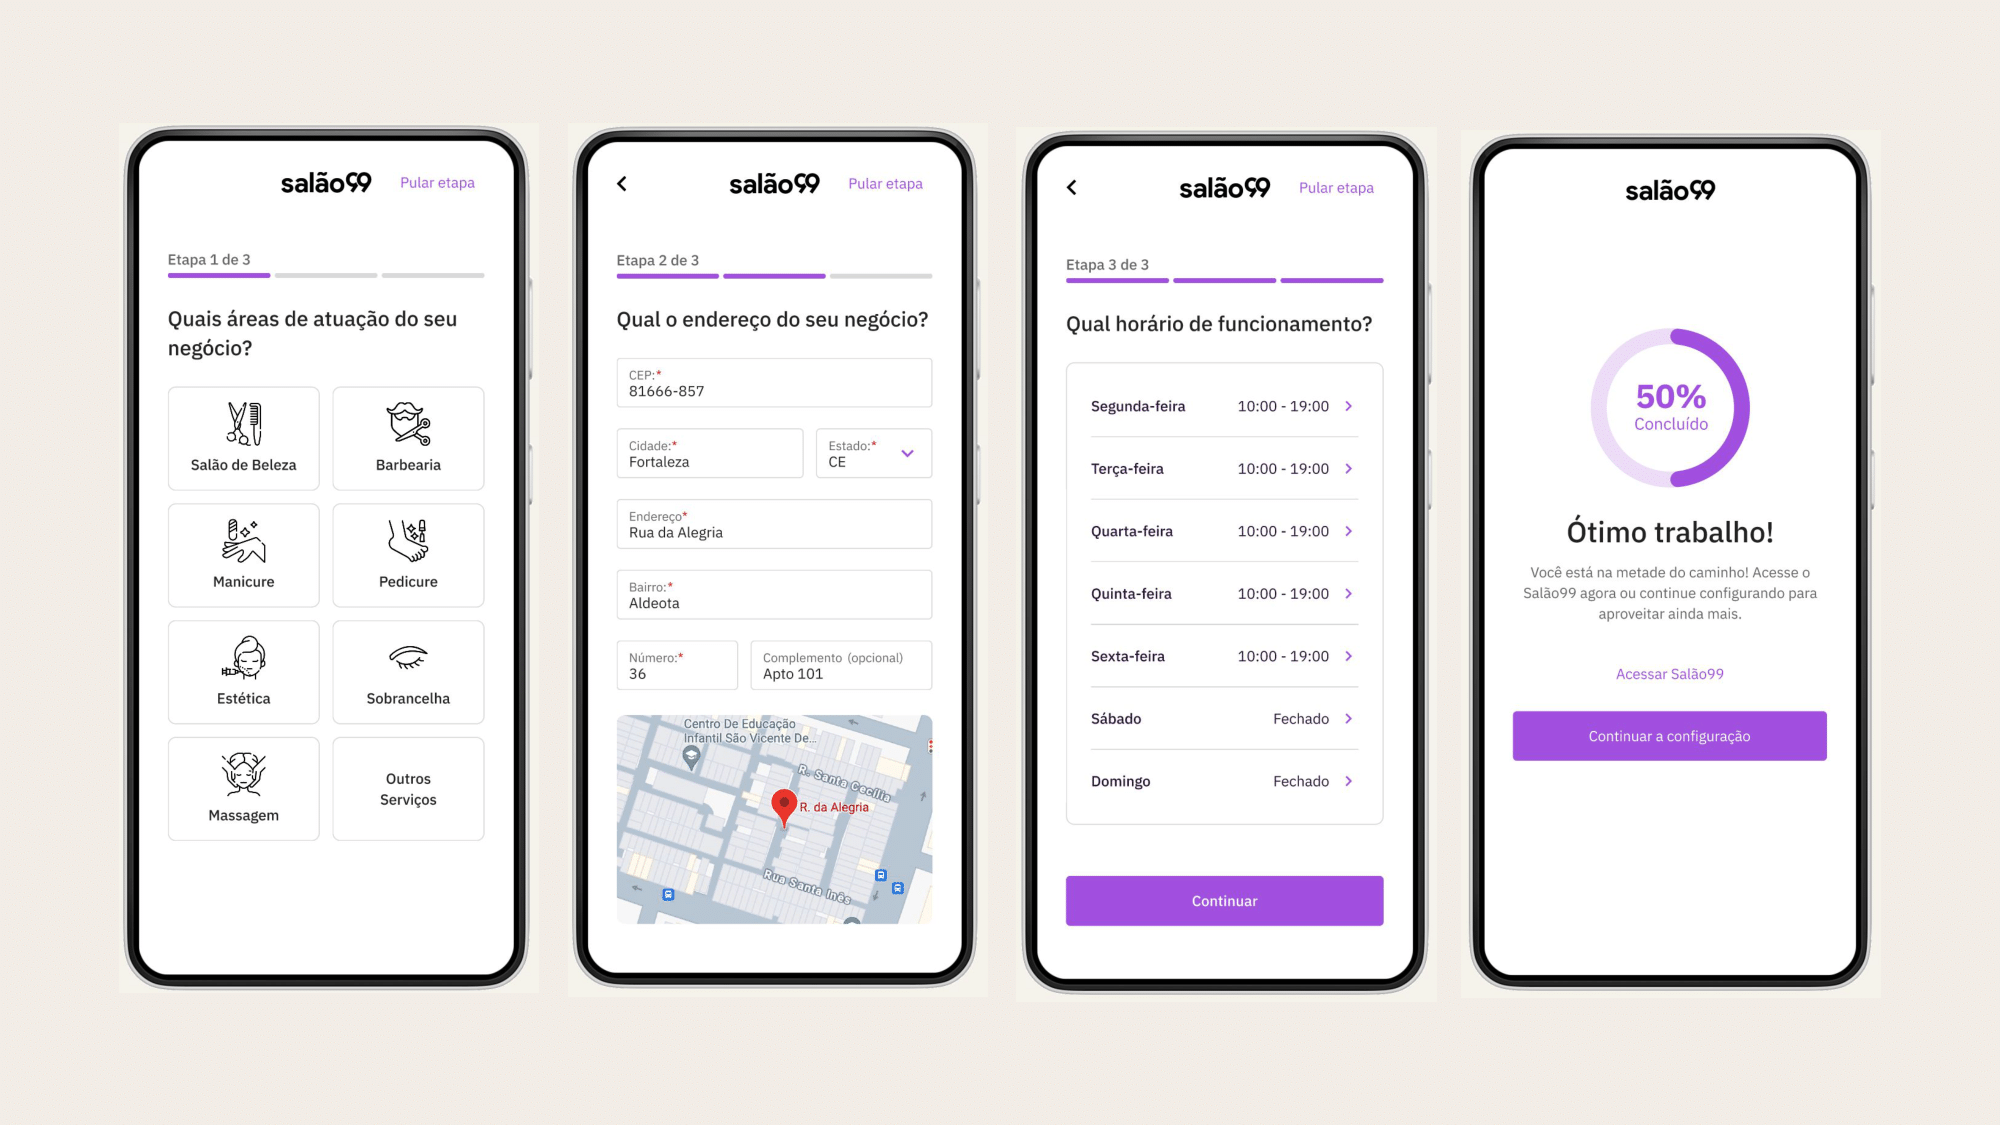 salão99
Pular etapa
Etapa 1 de 3
Quais áreas de atuação do seu
negócio?
Salão de Beleza
Barbearia
Manicure
Pedicure
Estética
Sobrancelha
Massagem
Outros
Serviços
salão99
Pular etapa
Etapa 2 de 3
Qual o endereço do seu negócio?
CEP:*
81666-857
Cidade:*
Fortaleza
Estado:*
CE
Endereço*
Rua da Alegria
Bairro:*
Aldeota
Número:*
36
Complemento (opcional)
Apto 101
Centro De Educação
Infantil São Vicente De...
R. Santa Cecília
R. da Alegria
Rua Santa Inês
salão99
Pular etapa
Etapa 3 de 3
Qual horário de funcionamento?
Segunda-feira 10:00 - 19:00
Terça-feira 10:00 - 19:00
Quarta-feira 10:00 - 19:00
Quinta-feira 10:00 - 19:00
Sexta-feira 10:00 - 19:00
Sábado Fechado
Domingo Fechado
Continuar
salão99
50%
Concluído
Ótimo trabalho!
Você está na metade do caminho! Acesse o
Salão99 agora ou continue configurando para
aproveitar ainda mais.
Acessar Salão99
Continuar a configuração